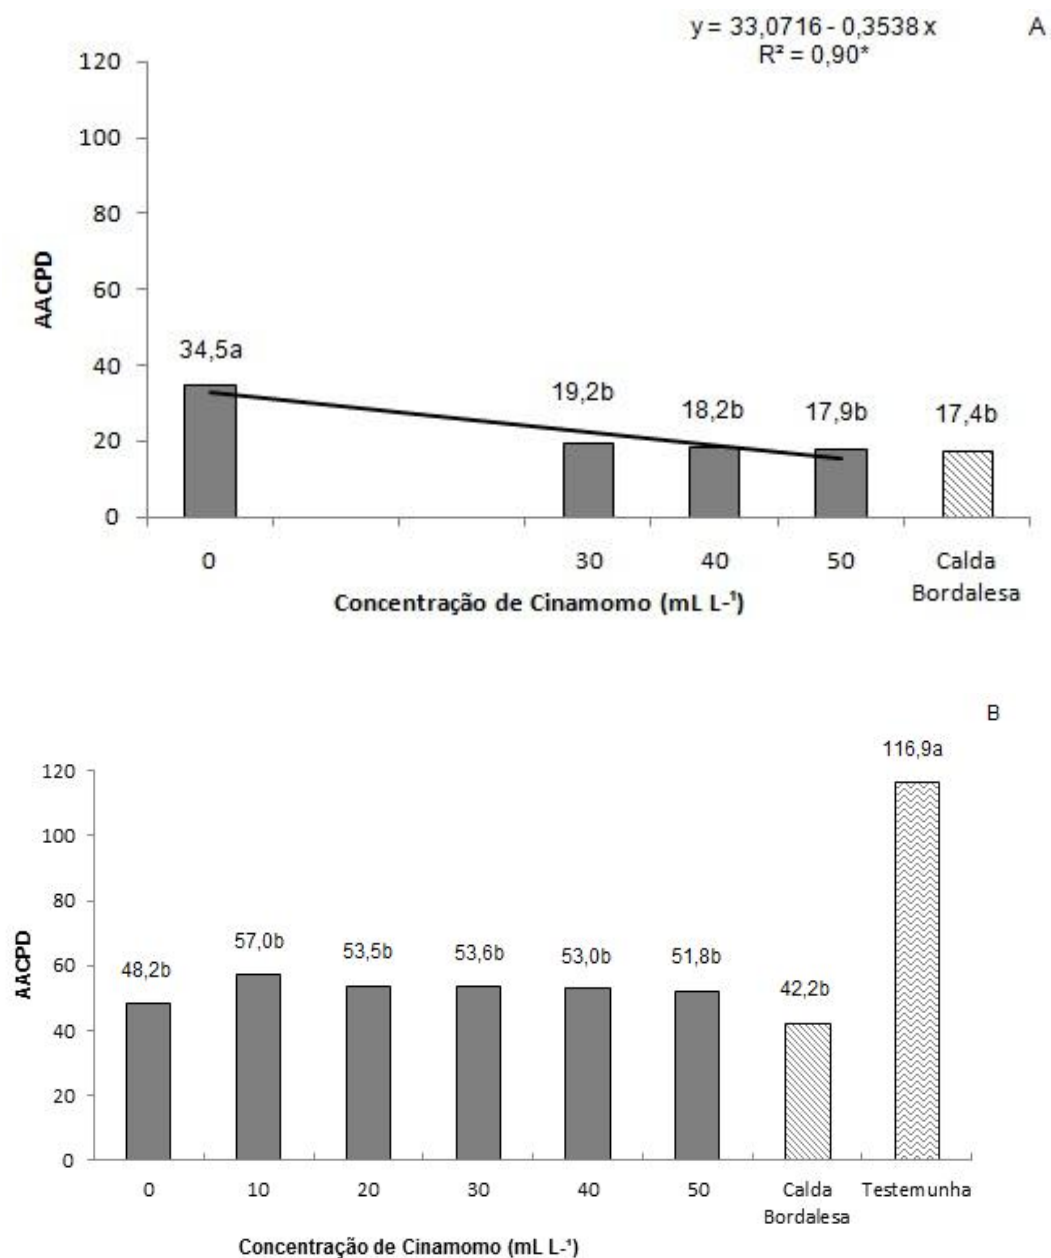 y = 33,0716 - 0,3538 x
R² = 0,90*
A
120
100
80
60
40
20
0
AACPD
34,5a
19,2b
18,2b
17,9b
17,4b
0
30
40
50
Calda
Bordalesa
Concentração de Cinamomo (mL L-¹)
B
120
100
80
60
40
20
0
AACPD
48,2b
57,0b
53,5b
53,6b
53,0b
51,8b
42,2b
116,9a
0
10
20
30
40
50
Calda
Bordalesa
Testemunha
Concentração de Cinamomo (mL L-¹)